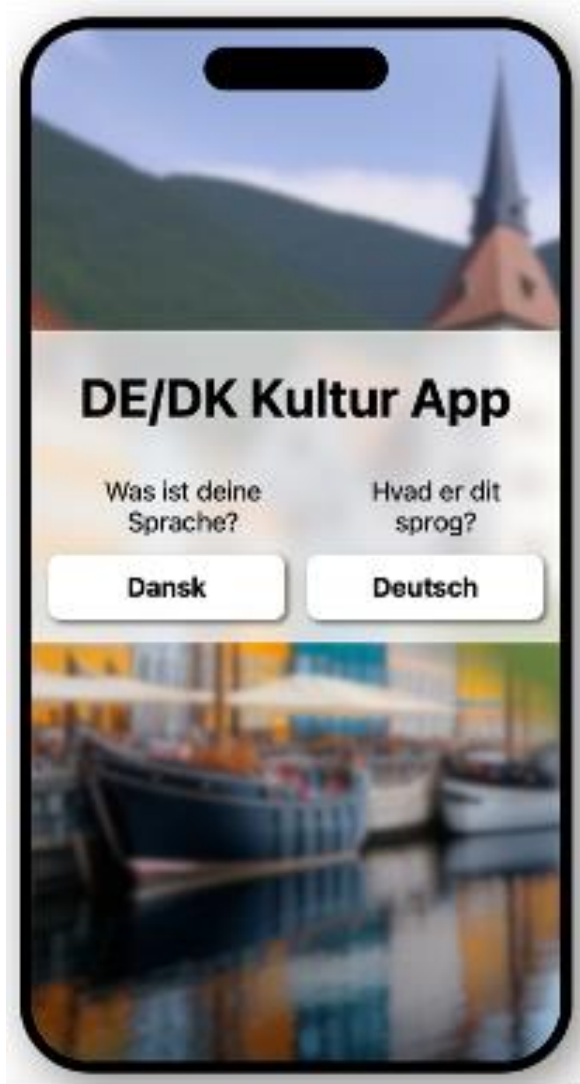 DE/DK Kultur App
Was ist deine
Sprache?
Hvad er dit
sprog?
Dansk
Deutsch